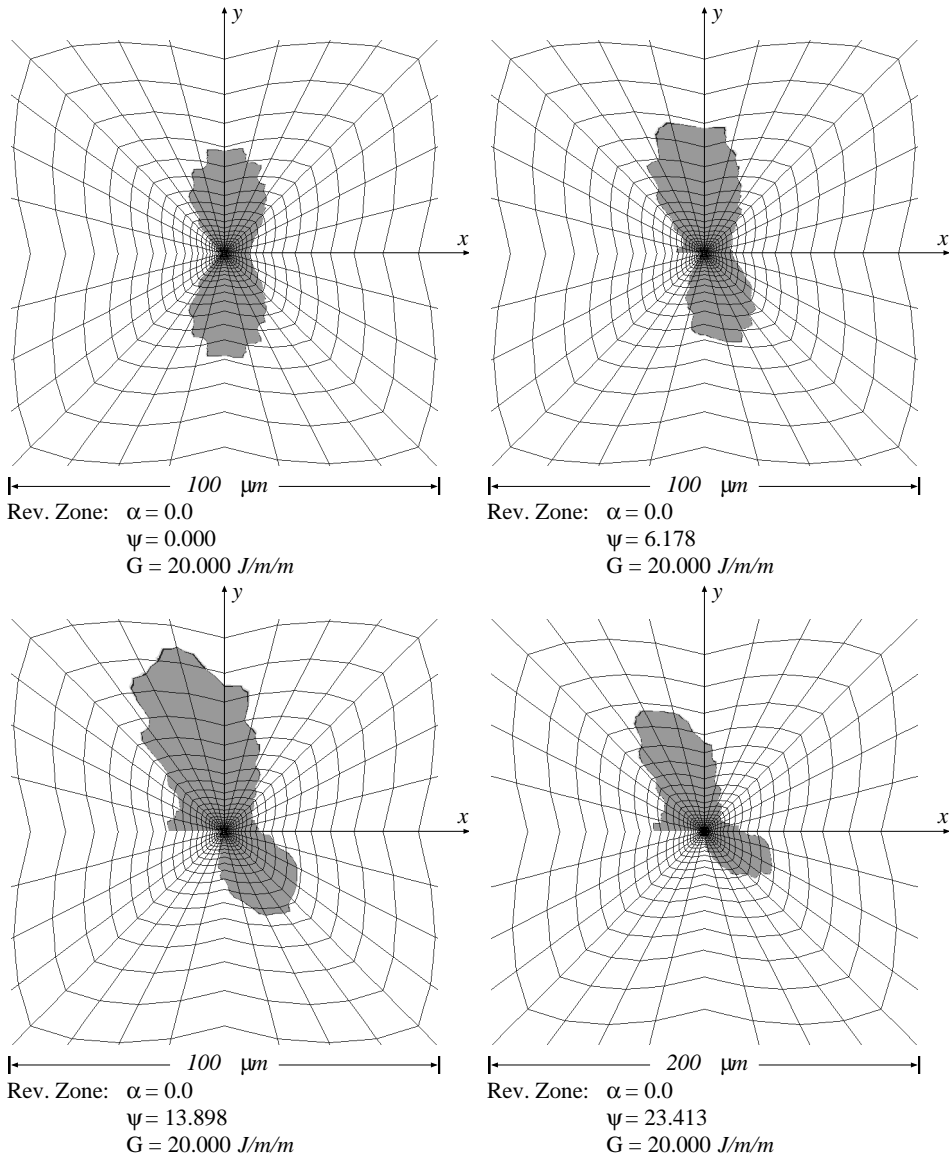 y
x
100 μm
Rev. Zone: α = 0.0
ψ = 0.000
G = 20.000 J/m/m
y
x
100 μm
Rev. Zone: α = 0.0
ψ = 6.178
G = 20.000 J/m/m
y
x
100 μm
Rev. Zone: α = 0.0
ψ = 13.898
G = 20.000 J/m/m
y
x
200 μm
Rev. Zone: α = 0.0
ψ = 23.413
G = 20.000 J/m/m